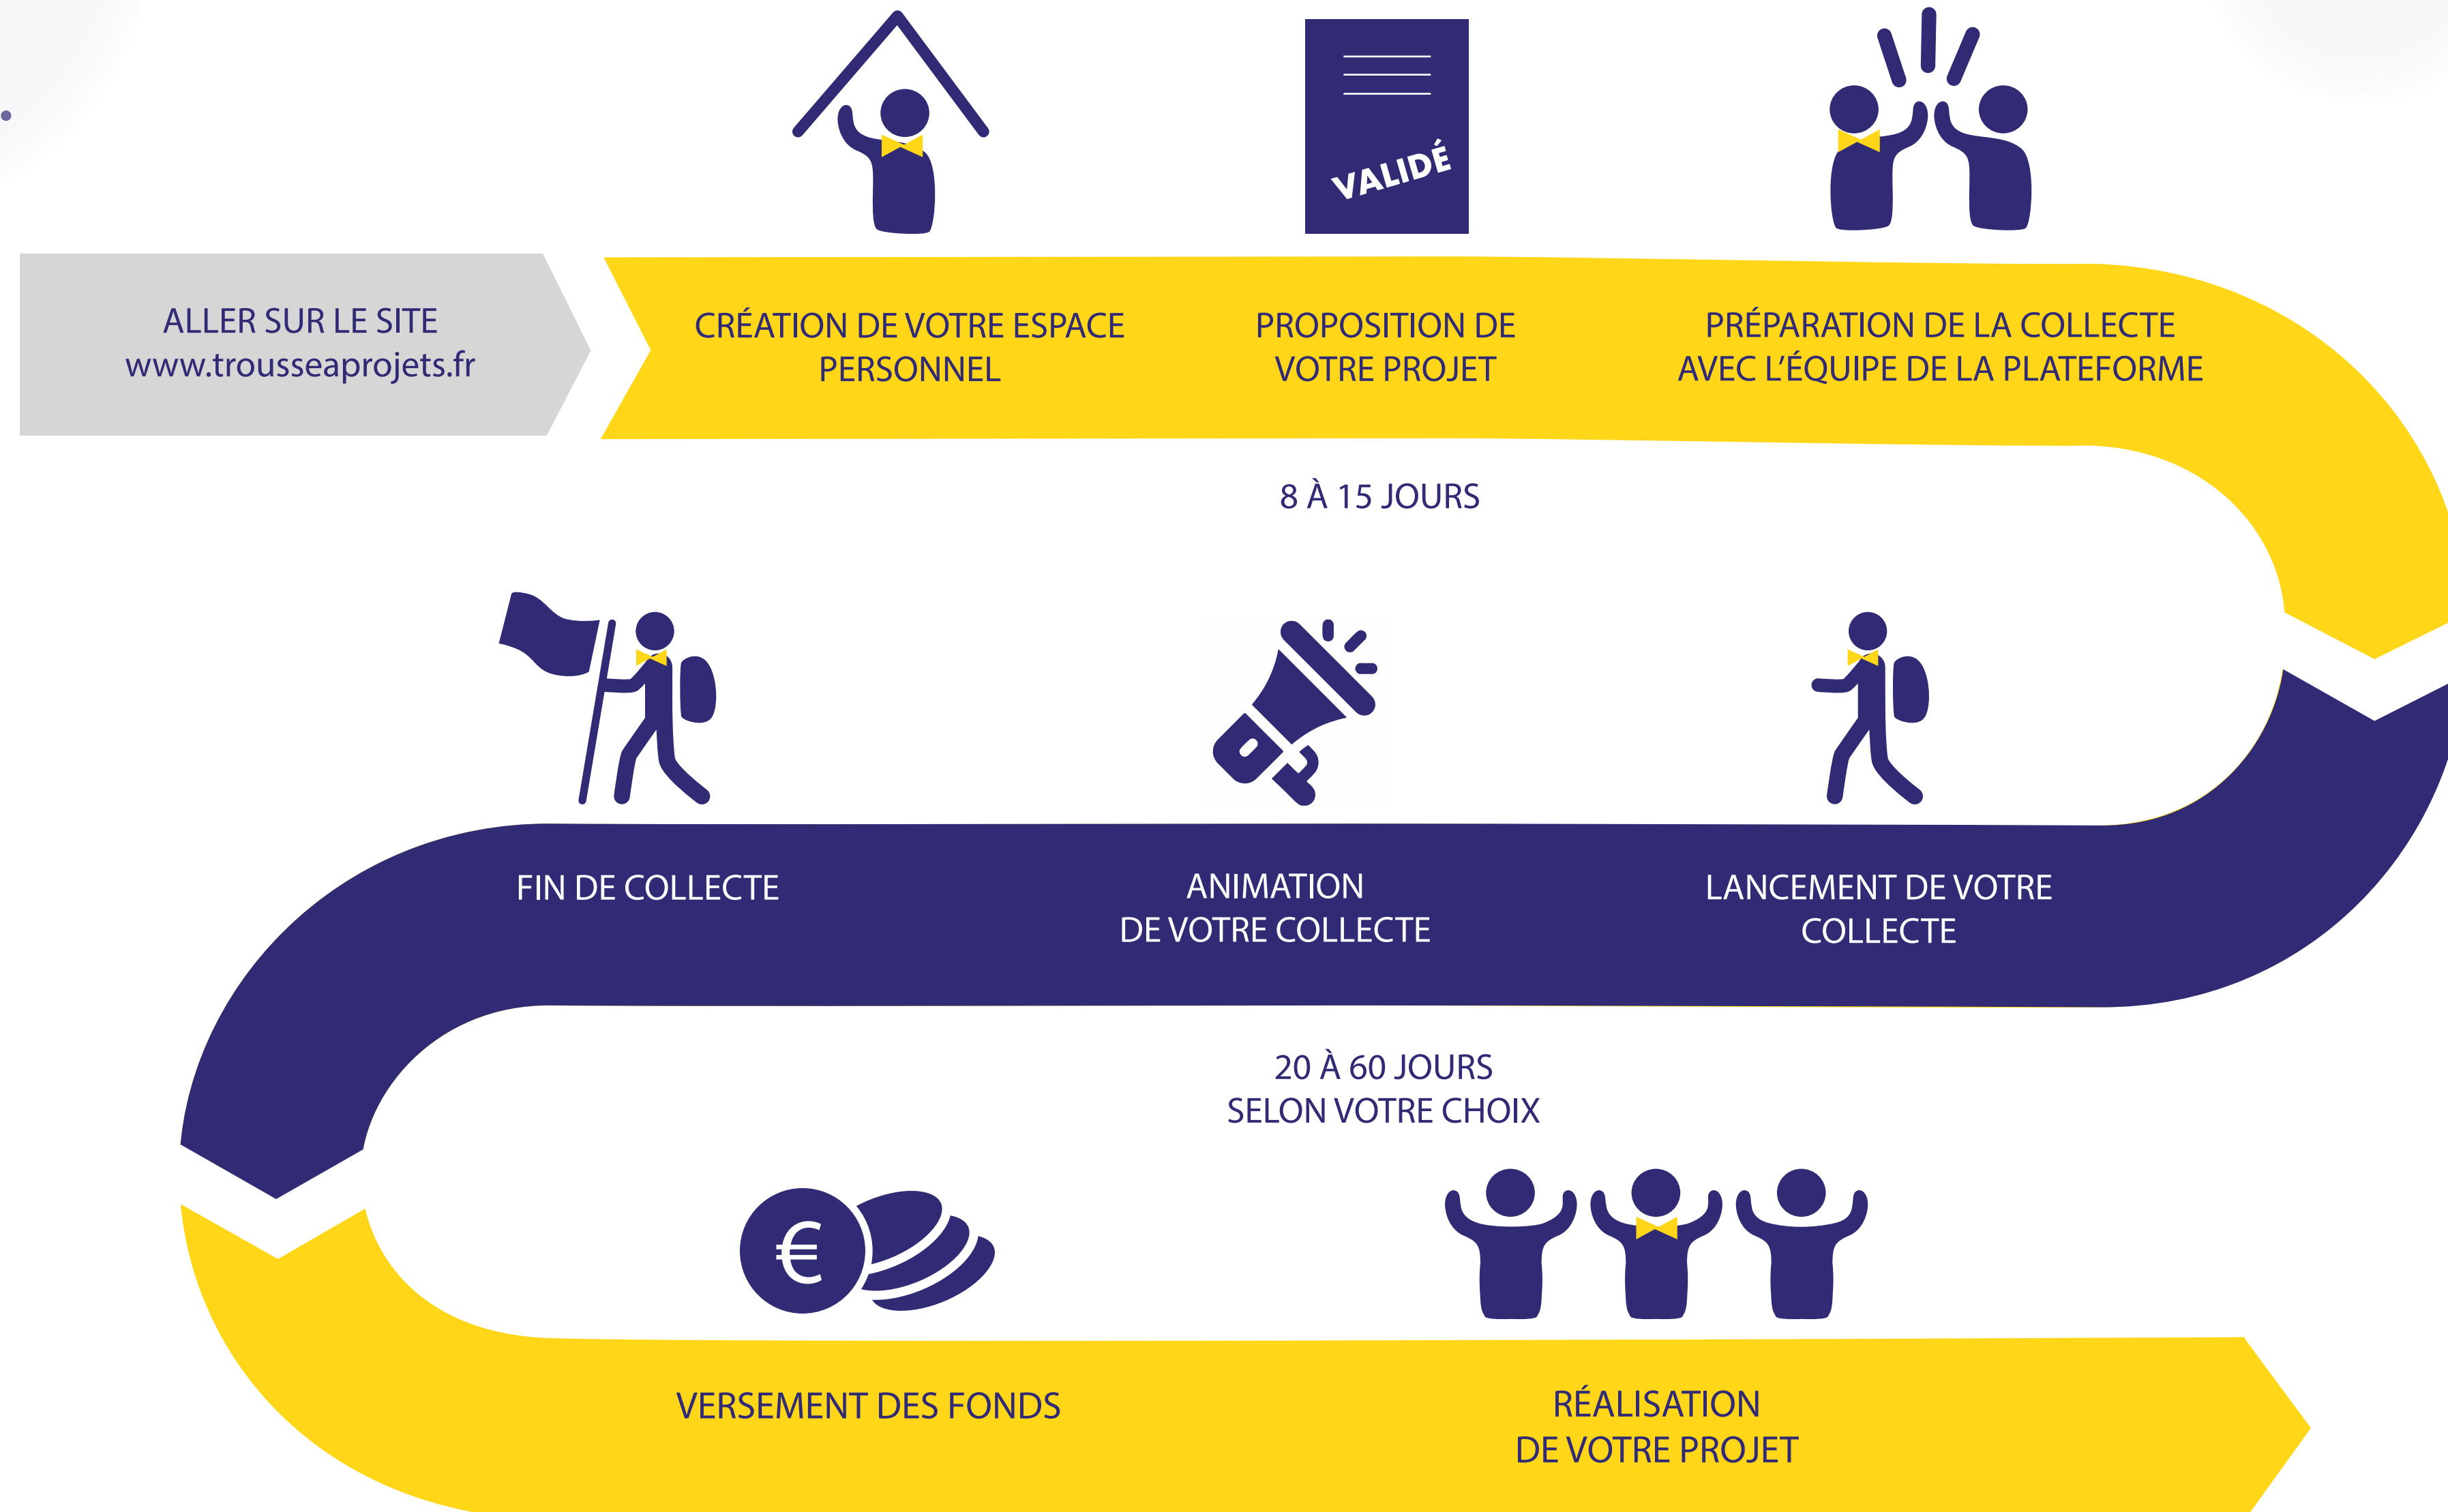 VALIDÉ
ALLER SUR LE SITE
www.trousseaprojets.fr
CRÉATION DE VOTRE ESPACE
PERSONNEL
PROPOSITION DE
VOTRE PROJET
PRÉPARATION DE LA COLLECTE
AVEC L'ÉQUIPE DE LA PLATEFORME
8 À 15 JOURS
LANCEMENT DE VOTRE
COLLECTE
ANIMATION
DE VOTRE COLLECTE
FIN DE COLLECTE
20 À 60 JOURS
SELON VOTRE CHOIX
€
VERSEMENT DES FONDS
RÉALISATION
DE VOTRE PROJET